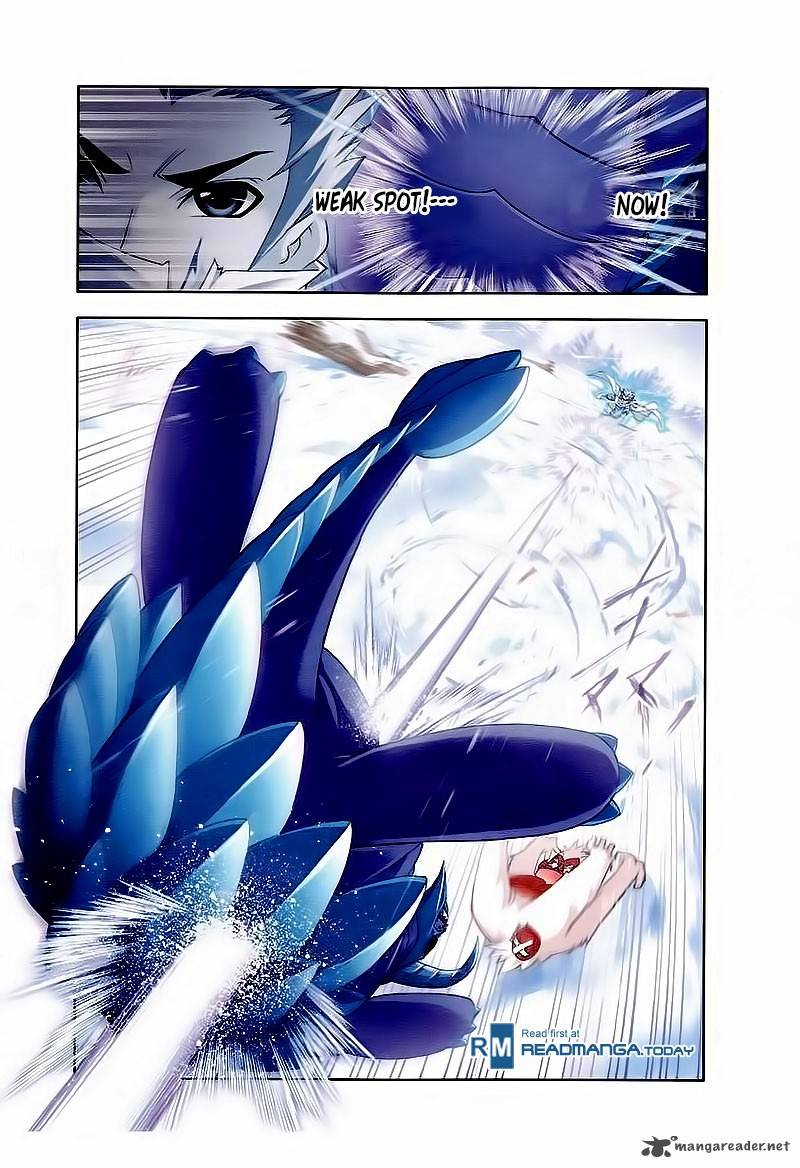 WEAK SPOT!---
NOW!
Read first at
RM READMANGA.TODAY
mangareader.net